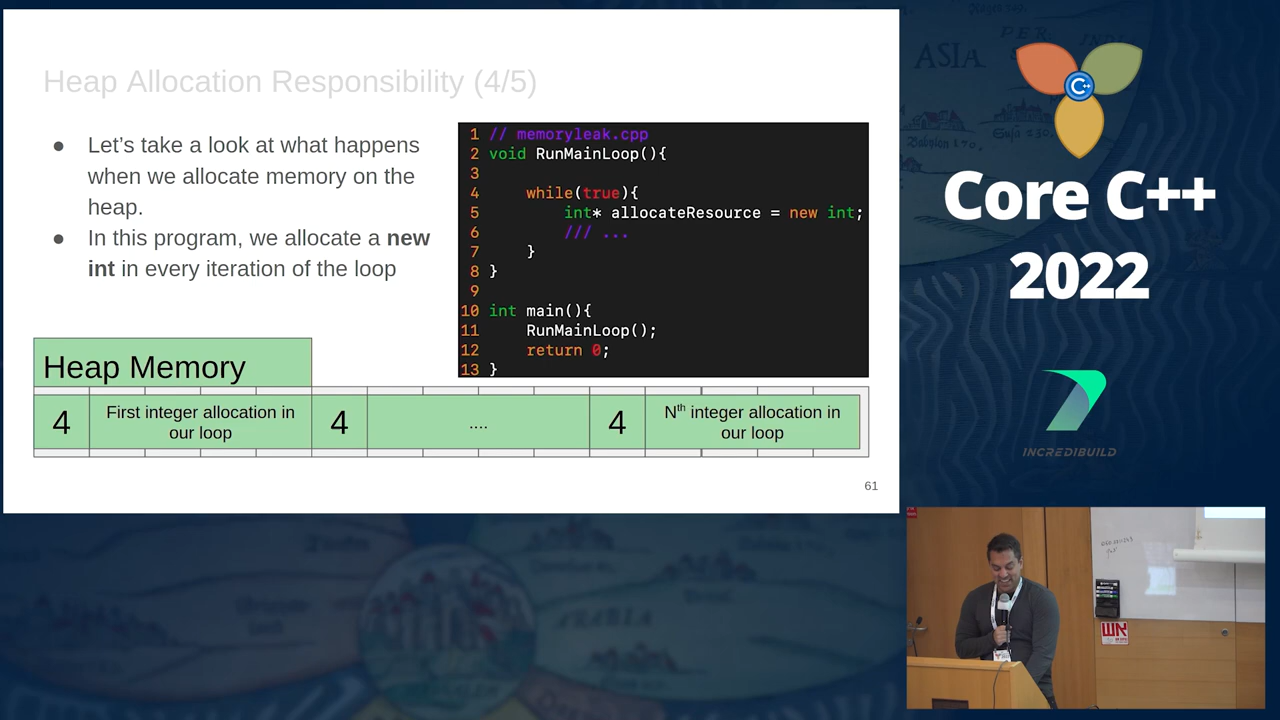 Heap Allocation Responsibility (4/5)
● Let’s take a look at what happens
when we allocate memory on the
heap.
● In this program, we allocate a new
int in every iteration of the loop
1 // memoryleak.cpp
2 void RunMainLoop(){
3
4     while(true){
5         int* allocateResource = new int;
6         /// ...
7     }
8 }
9
10 int main(){
11     RunMainLoop();
12     return 0;
13 }
Heap Memory
4
First integer allocation in
our loop
4
....
4
Nth integer allocation in
our loop
61
ASIA
C++
Core C++
2022
INCREDIBUILD